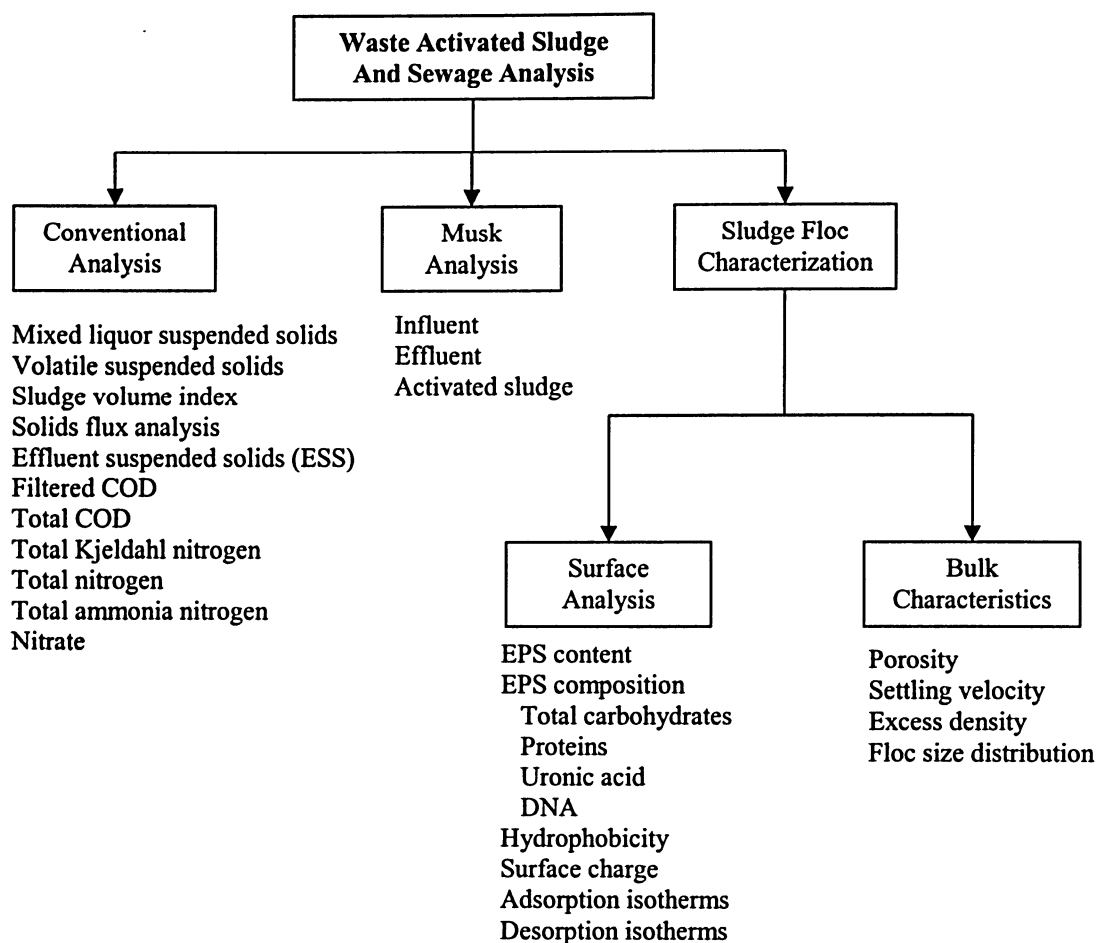 Waste Activated Sludge
And Sewage Analysis
Conventional
Analysis
Musk
Analysis
Sludge Floc
Characterization
Mixed liquor suspended solids
Volatile suspended solids
Sludge volume index
Solids flux analysis
Effluent suspended solids (ESS)
Filtered COD
Total COD
Total Kjeldahl nitrogen
Total nitrogen
Total ammonia nitrogen
Nitrate
Influent
Effluent
Activated sludge
Surface
Analysis
Bulk
Characteristics
EPS content
EPS composition
Total carbohydrates
Proteins
Uronic acid
DNA
Hydrophobicity
Surface charge
Adsorption isotherms
Desorption isotherms
Porosity
Settling velocity
Excess density
Floc size distribution